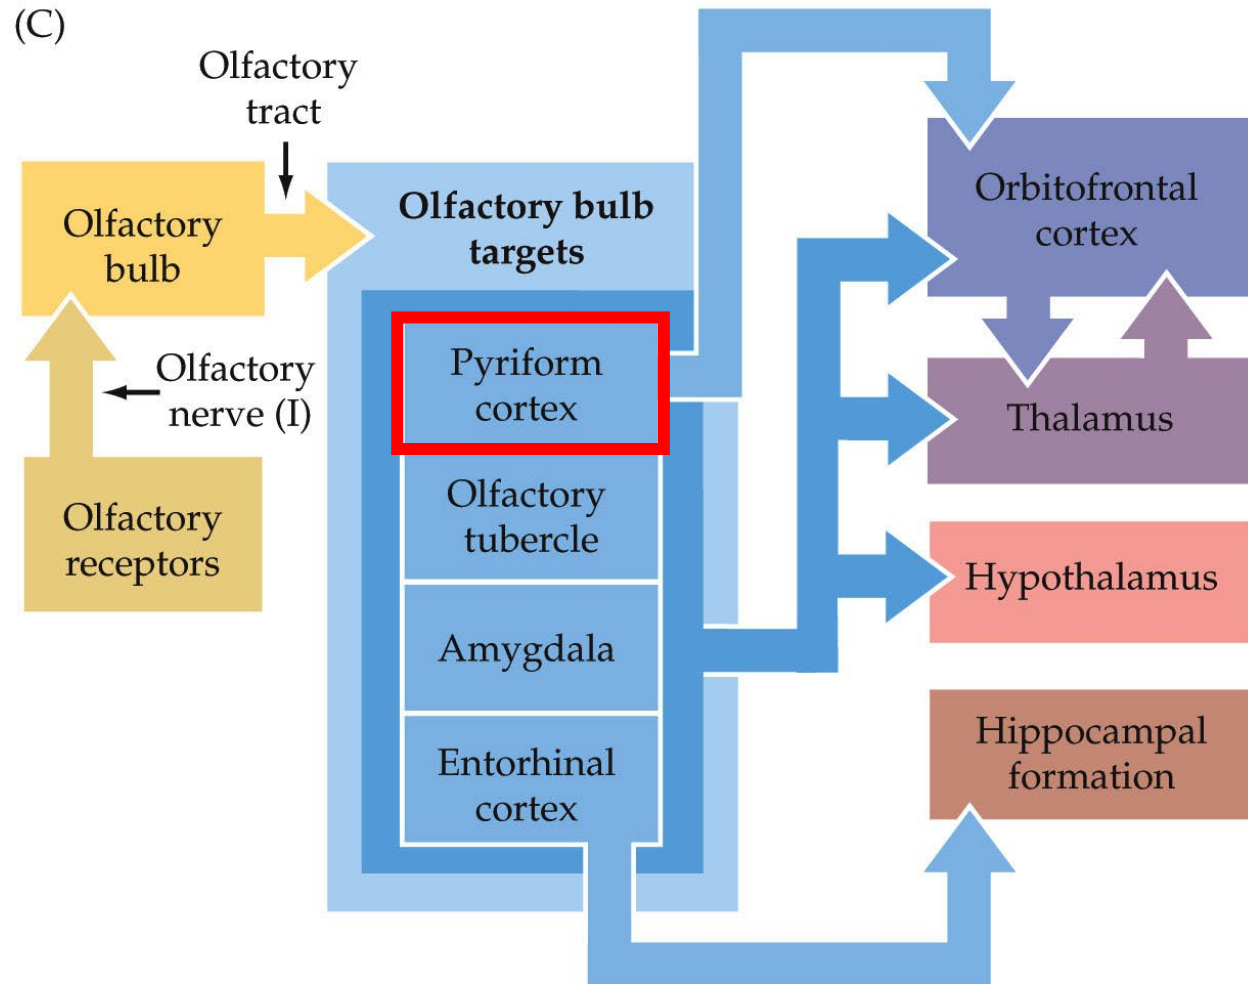 (C)
Olfactory
tract
Olfactory
bulb
Olfactory
nerve (I)
Olfactory
receptors
Olfactory bulb
targets
Pyriform
cortex
Olfactory
tubercle
Amygdala
Entorhinal
cortex
Orbitofrontal
cortex
Thalamus
Hypothalamus
Hippocampal
formation